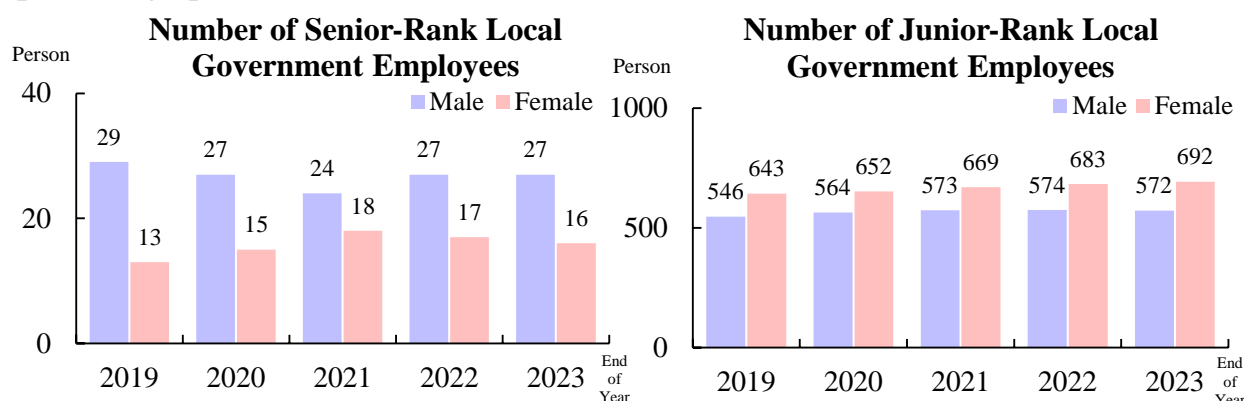 Number of Senior-Rank Local
Government Employees
Person
40
20
0
Male Female
29
13
27
15
24
18
27
17
27
16
2019 2020 2021 2022 2023
End
of
Year
Number of Junior-Rank Local
Government Employees
Person
1000
500
0
Male Female
546
643
564
652
573
669
574
683
572
692
2019 2020 2021 2022 2023
End
of
Year